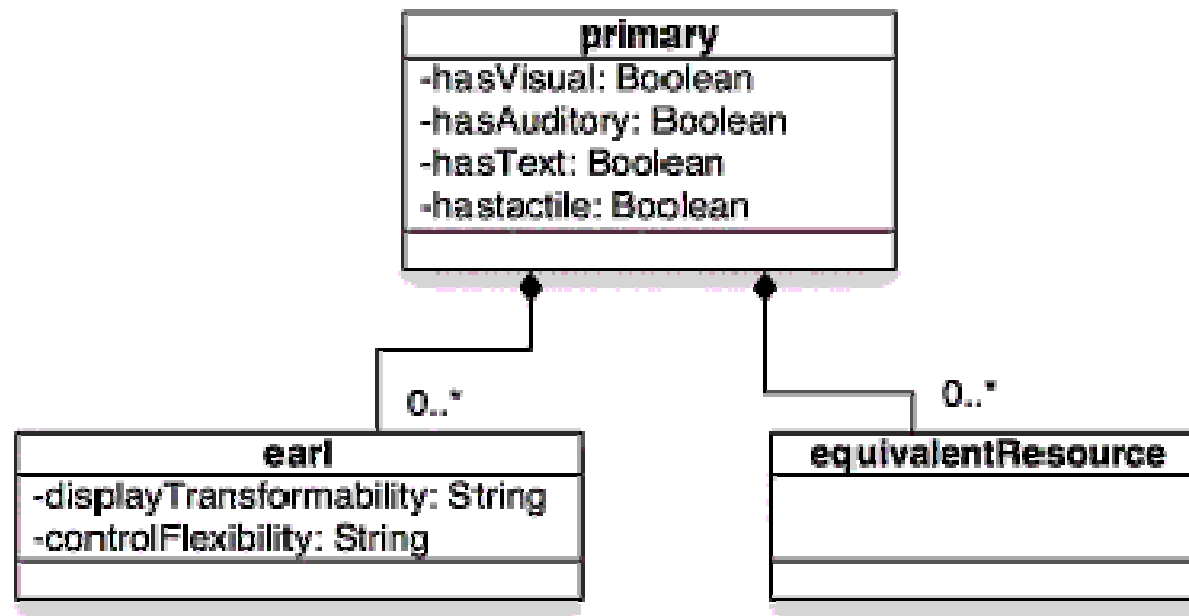 primary
-hasVisual: Boolean
-hasAuditory: Boolean
-hasText: Boolean
-hastactile: Boolean
0..*
0..*
earl
-displayTransformability: String
-controlFlexibility: String
equivalentResource